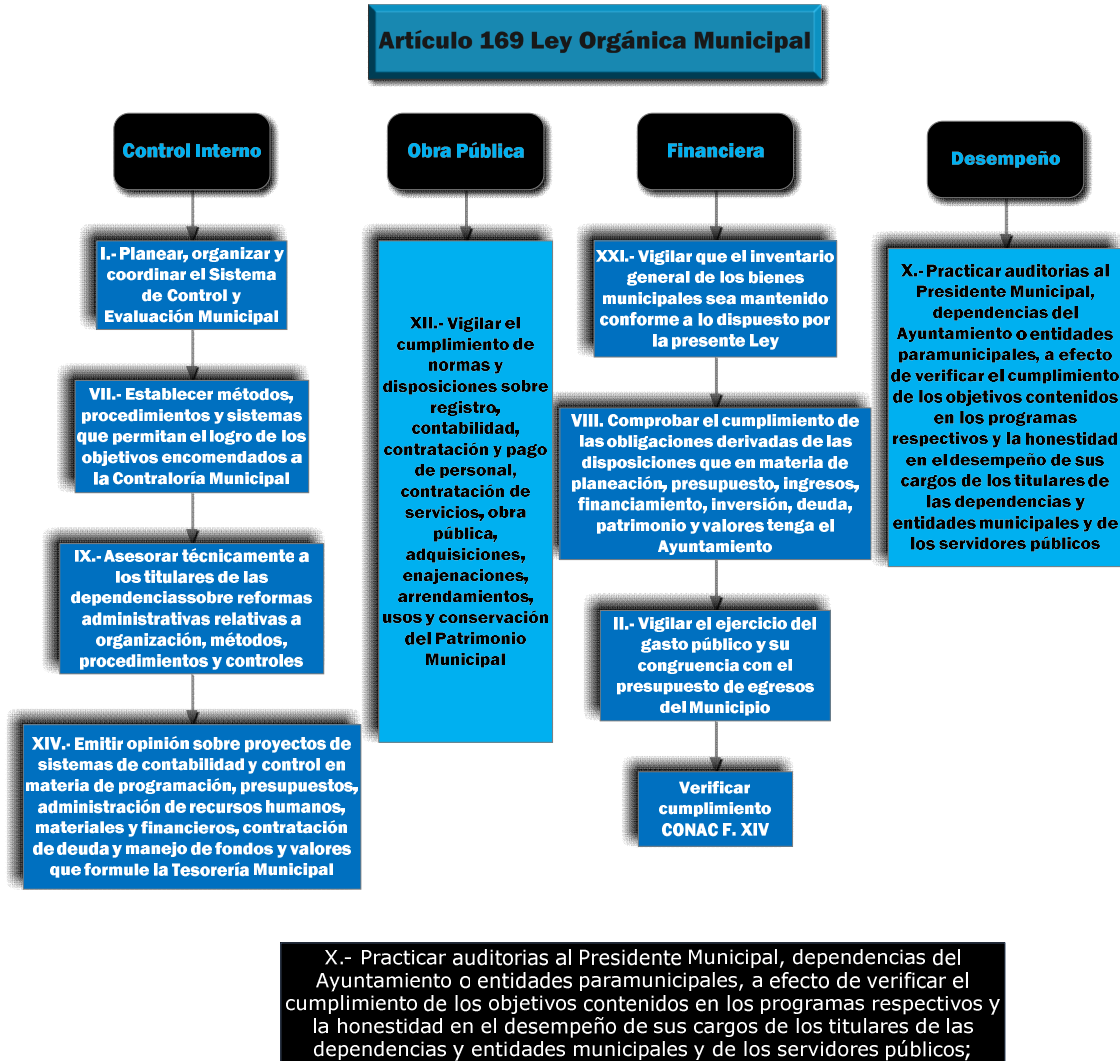 Artículo 169 Ley Orgánica Municipal
Control Interno
I.- Planear, organizar y
coordinar el Sistema
de Control y
Evaluación Municipal
VII.- Establecer métodos,
procedimientos y sistemas
que permitan el logro de los
objetivos encomendados a
la Contraloría Municipal
IX.- Asesorar técnicamente a
los titulares de las
dependenciassobre reformas
administrativas relativas a
organización, métodos,
procedimientos y controles
XIV.- Emitir opinión sobre proyectos de
sistemas de contabilidad y control en
materia de programación, presupuestos,
administración de recursos humanos,
materiales y financieros, contratación
de deuda y manejo de fondos y valores
que formule la Tesorería Municipal
Obra Pública
XII.- Vigilar el
cumplimiento de
normas y
disposiciones sobre
registro,
contabilidad,
contratación y pago
de personal,
contratación de
servicios, obra
pública,
adquisiciones,
enajenaciones,
arrendamientos,
usos y conservación
del Patrimonio
Municipal
Financiera
XXI.- Vigilar que el inventario
general de los bienes
municipales sea mantenido
conforme a lo dispuesto por
la presente Ley
VIII. Comprobar el cumplimiento de
las obligaciones derivadas de las
disposiciones que en materia de
planeación, presupuesto, ingresos,
financiamiento, inversión, deuda,
patrimonio y valores tenga el
Ayuntamiento
II.- Vigilar el ejercicio del
gasto público y su
congruencia con el
presupuesto de egresos
del Municipio
Verificar
cumplimiento
CONAC F. XIV
Desempeño
X.- Practicar auditorias al
Presidente Municipal,
dependencias del
Ayuntamiento o entidades
paramunicipales, a efecto
de verificar el cumplimiento
de los objetivos contenidos
en los programas
respectivos y la honestidad
en el desempeño de sus
cargos de los titulares de
las dependencias y
entidades municipales y de
los servidores públicos
X.- Practicar auditorias al Presidente Municipal, dependencias del
Ayuntamiento o entidades paramunicipales, a efecto de verificar el
cumplimiento de los objetivos contenidos en los programas respectivos y
la honestidad en el desempeño de sus cargos de los titulares de las
dependencias y entidades municipales y de los servidores públicos;